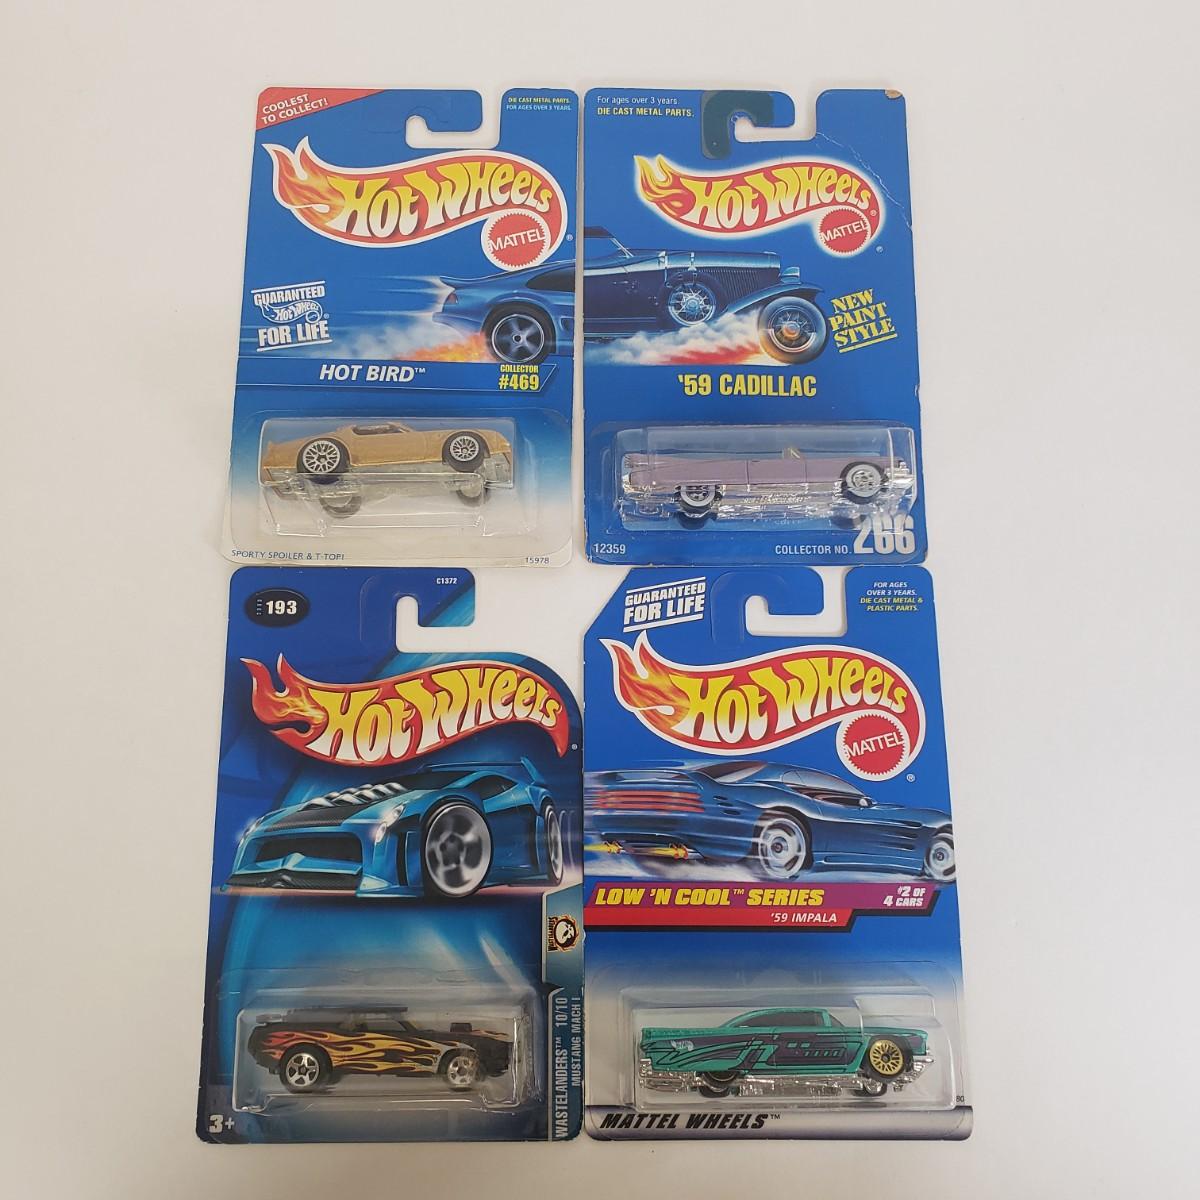 COOLEST
TO COLLECT!
DIE CAST METAL PARTS.
FOR AGES OVER 3 YEARS.
HOT WHEELS
MATTEL
®
GUARANTEED
HOT WHEELS
®
FOR LIFE
HOT BIRD™
COLLECTOR
#469
SPORTY SPOILER & T-TOP!
15978
For ages over 3 years.
DIE CAST METAL PARTS.
HOT WHEELS
MATTEL
®
NEW
PAINT
STYLE
'59 CADILLAC
12359
COLLECTOR NO. 266
193
C1372
HOT WHEELS
®
WASTELANDERS™ 10/10
MUSTANG MACH I
3+
GUARANTEED
FOR LIFE
FOR AGES
OVER 3 YEARS.
DIE CAST METAL &
PLASTIC PARTS.
HOT WHEELS
MATTEL
®
LOW 'N COOL™ SERIES
#2 OF
4 CARS
'59 IMPALA
80
MATTEL WHEELS™